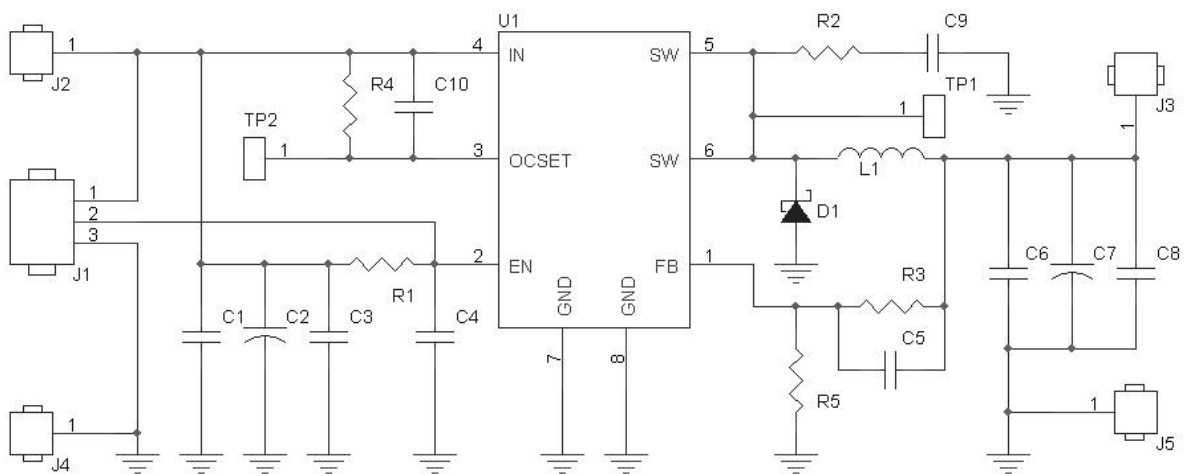 U1
R2
C9
1
4
IN
SW
5
J2
R4
C10
TP1
J3
TP2
1
1
1
3
OCSET
SW
6
L1
1
2
3
D1
J1
2
EN
FB
1
R3
C6
C7
C8
R1
GND
GND
C1
C2
C3
C4
C5
7
8
R5
1
1
J4
J5